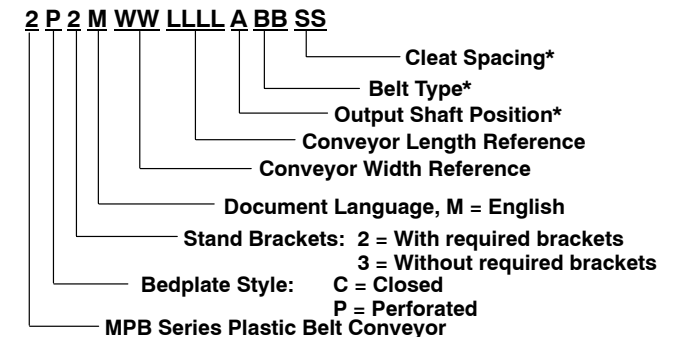 2 P 2 M WW LLLL A BB SS
Cleat Spacing*
Belt Type*
Output Shaft Position*
Conveyor Length Reference
Conveyor Width Reference
Document Language, M = English
Stand Brackets: 2 = With required brackets
3 = Without required brackets
Bedplate Style: C = Closed
P = Perforated
MPB Series Plastic Belt Conveyor